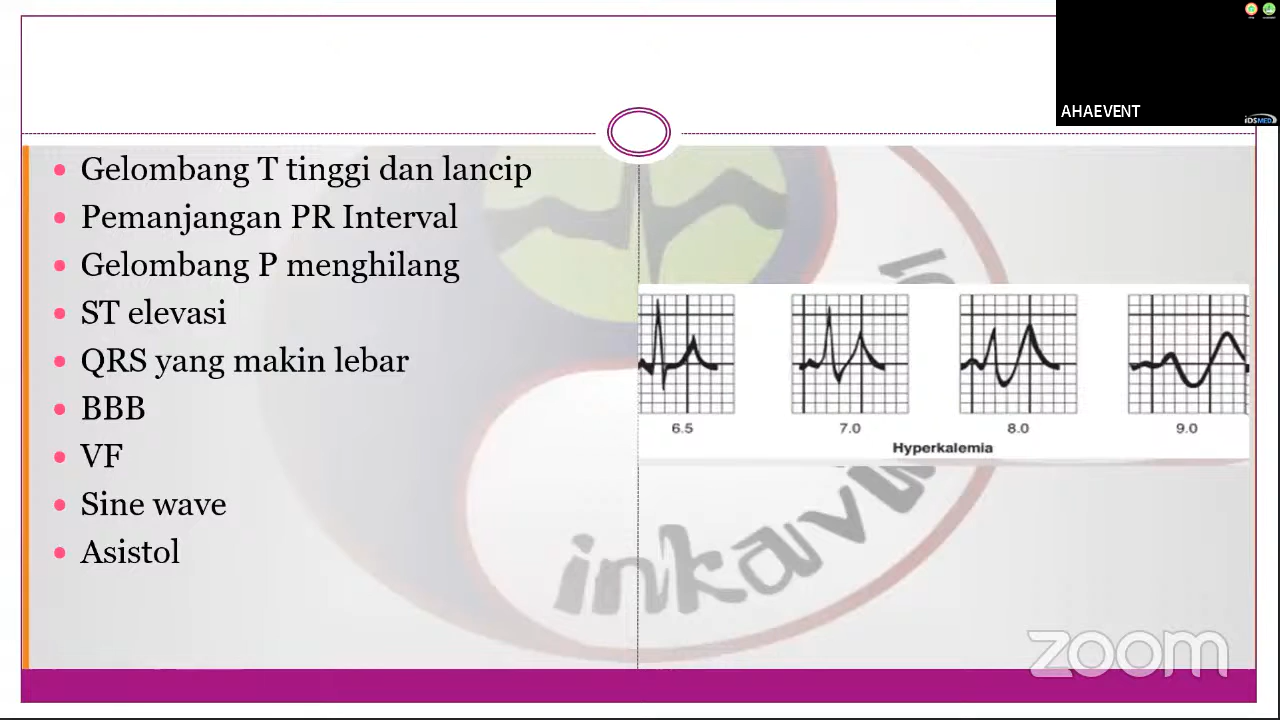 AHAEVENT
iDSMED
Gelombang T tinggi dan lancip
Pemanjangan PR Interval
Gelombang P menghilang
ST elevasi
QRS yang makin lebar
BBB
VF
Sine wave
Asistol
6.5 7.0 8.0 9.0
Hyperkalemia
zoom